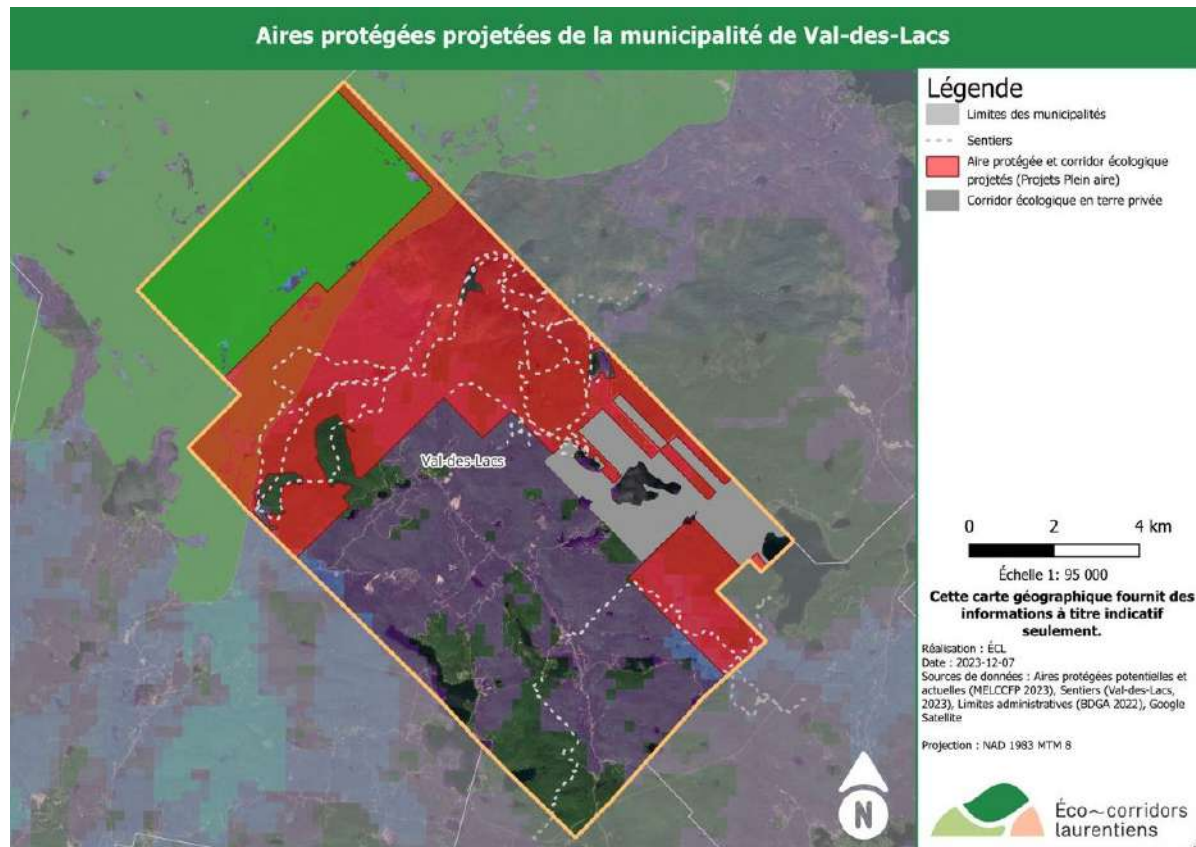 Aires protégées projetées de la municipalité de Val-des-Lacs
Val-des-Lacs
Légende
Limites des municipalités
Sentiers
Aire protégée et corridor écologique
projetés (Projets Plein aire)
Corridor écologique en terre privée
0 2 4 km
Échelle 1: 95 000
Cette carte géographique fournit des
informations à titre indicatif
seulement.
Réalisation : ÉCL
Date : 2023-12-07
Sources de données : Aires protégées potentielles et
actuelles (MELCCFP 2023), Sentiers (Val-des-Lacs,
2023), Limites administratives (BDGA 2022), Google
Satellite
Projection : NAD 1983 MTM 8
N
Éco~corridors
laurentiens